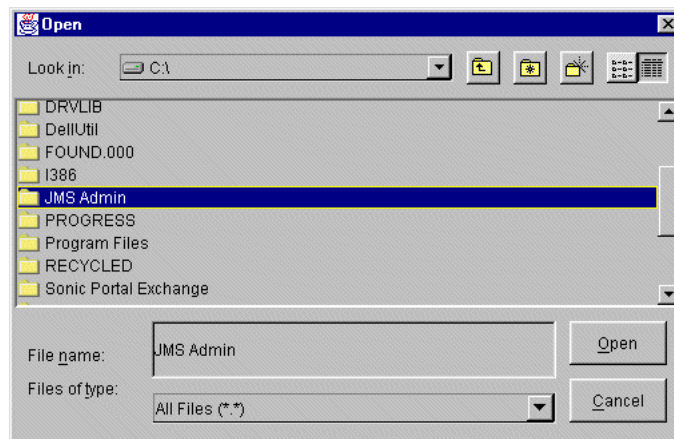 Open
Look in: C:\
DRVLIB
DellUtil
FOUND.000
I386
JMS Admin
PROGRESS
Program Files
RECYCLED
Sonic Portal Exchange
File name: JMS Admin Open
Files of type: All Files (*.*) Cancel